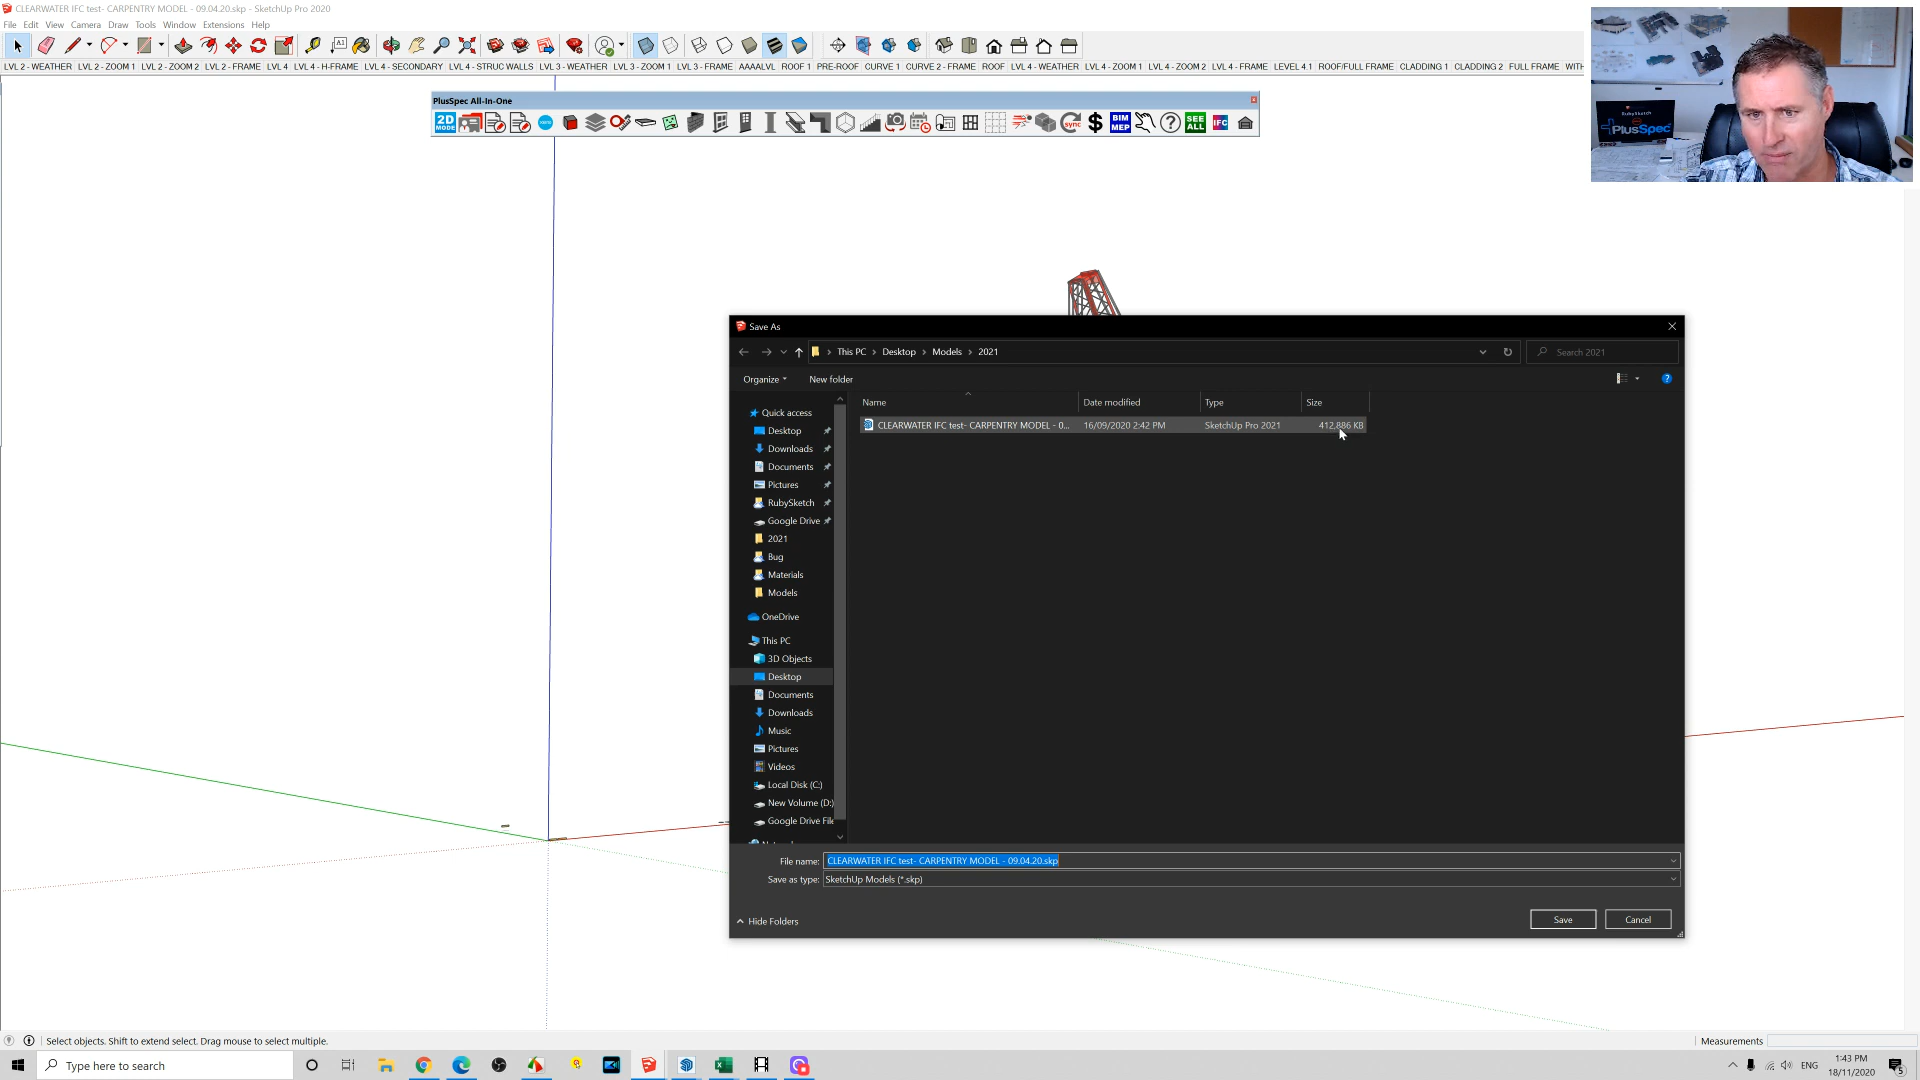 CLEARWATER IFC test- CARPENTRY MODEL - 09.04.20.skp - SketchUp Pro 2020
File Edit View Camera Draw Tools Window Extensions Help
LVL 2 - WEATHER LVL 2 - ZOOM 1 LVL 2 - ZOOM2 LVL 2 - FRAME LVL 4 LVL 4 - H-FRAME LVL 4 - SECONDARY LVL 4 - STRUC WALLS LVL 3 - WEATHER LVL 3 - ZOOM 1 LVL 3 - FRAME AAAALVL ROOF 1 PRE-ROOF CURVE 1 CURVE 2 - FRAME ROOF LVL 4 - WEATHER LVL 4 - ZOOM 1 LVL 4 - ZOOM 2 LVL 4 - FRAME LEVEL 4.1 ROOF/FULL FRAME CLADDING 1 CLADDING 2 FULL FRAME WITH
PlusSpec All-In-One
2D MODE
SYNC
$
BIM MEP
?
SEE ALL
IFC
RubySketch
PlusSpec
Save As
This PC > Desktop > Models > 2021
Search 2021
Organize
New folder
Name Date modified Type Size
CLEARWATER IFC test- CARPENTRY MODEL - 0... 16/09/2020 2:42 PM SketchUp Pro 2021 412,886 KB
Quick access
Desktop
Downloads
Documents
Pictures
RubySketch
Google Drive
2021
Bug
Materials
Models
OneDrive
This PC
3D Objects
Desktop
Documents
Downloads
Music
Pictures
Videos
Local Disk (C:)
New Volume (D:)
Google Drive File
File name: CLEARWATER IFC test- CARPENTRY MODEL - 09.04.20.skp
Save as type: SketchUp Models (*.skp)
Hide Folders
Save
Cancel
Select objects. Shift to extend select. Drag mouse to select multiple.
Measurements
Type here to search
ENG
1:43 PM
18/11/2020
5